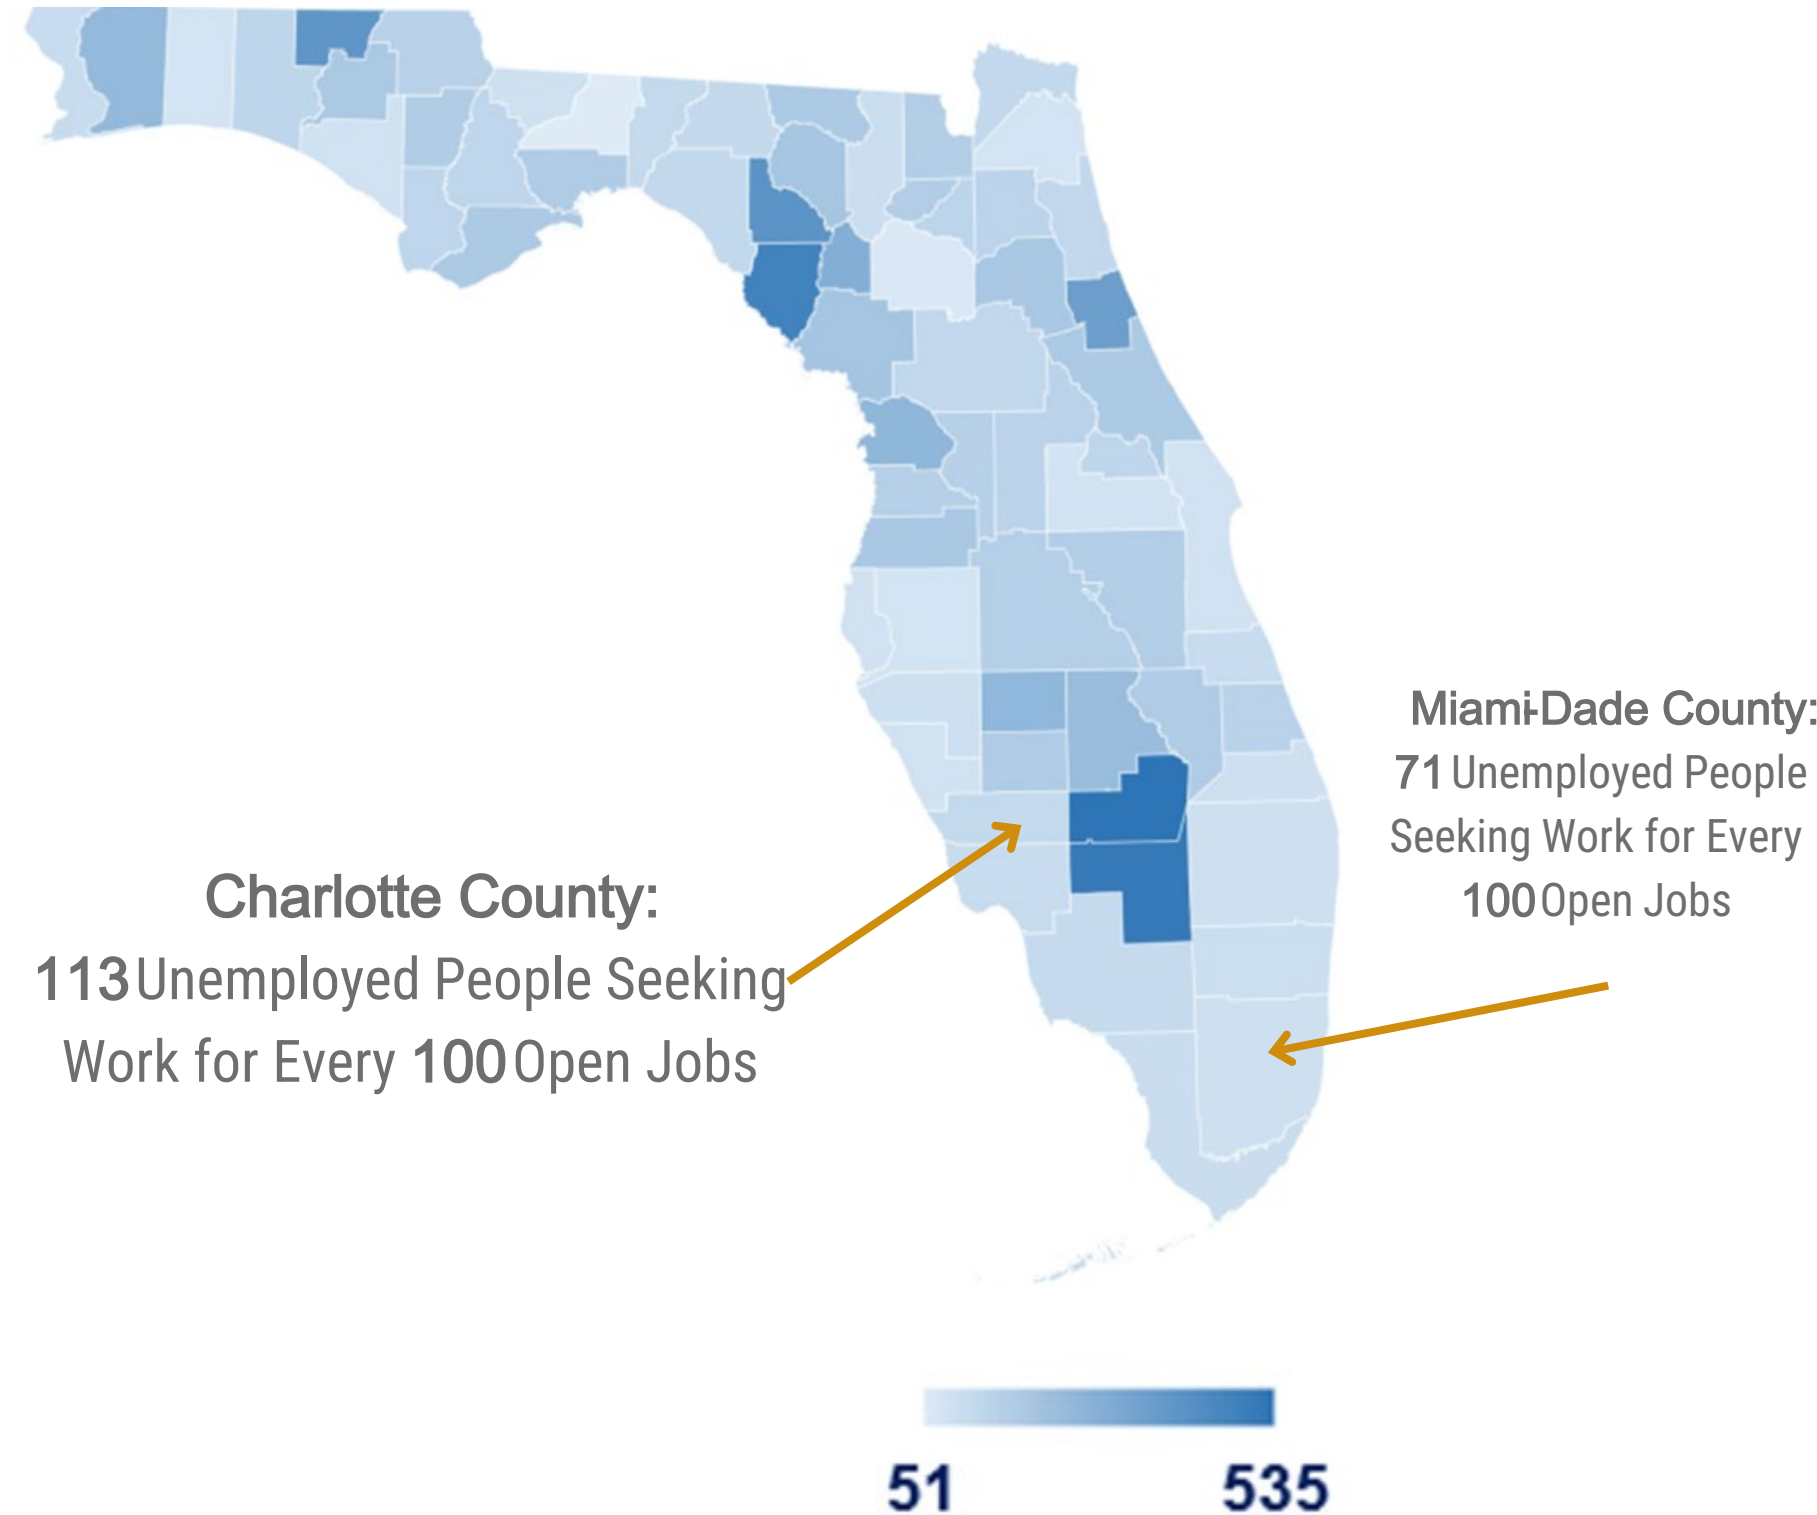 Miami-Dade County:
71 Unemployed People
Seeking Work for Every
100 Open Jobs
Charlotte County:
113 Unemployed People Seeking
Work for Every 100 Open Jobs
51 535